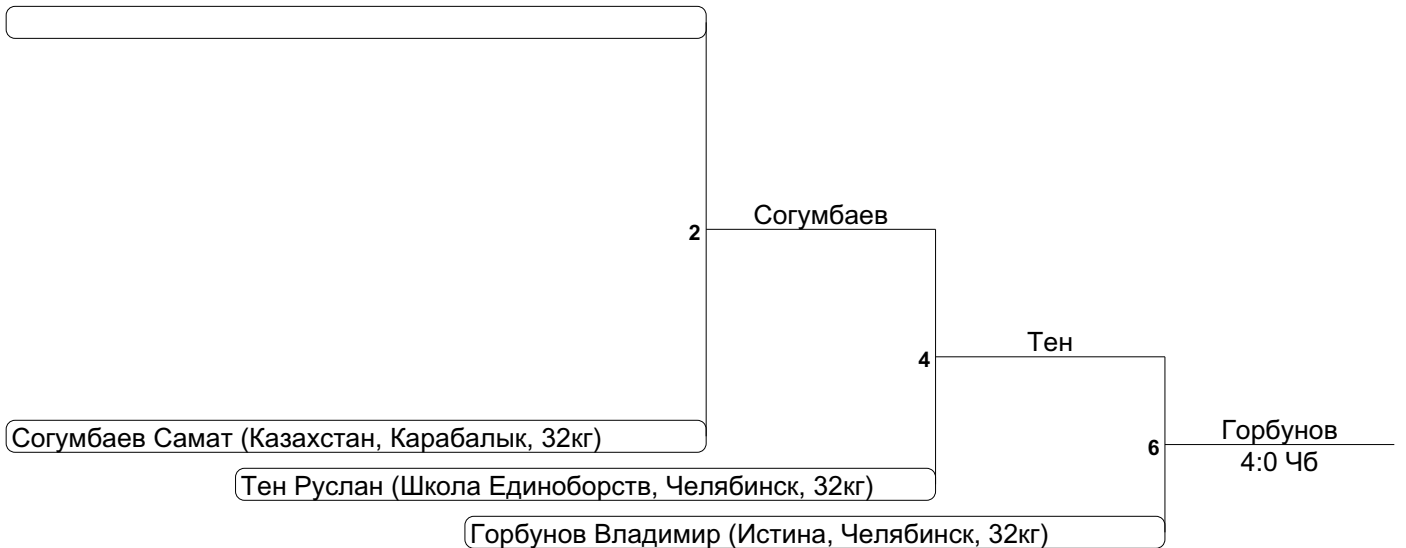 Согумбаев
2
Тен
4
Согумбаев Самат (Казахстан, Карабалык, 32кг)
Горбунов
6
4:0 Чб
Тен Руслан (Школа Единоборств, Челябинск, 32кг)
Горбунов Владимир (Истина, Челябинск, 32кг)